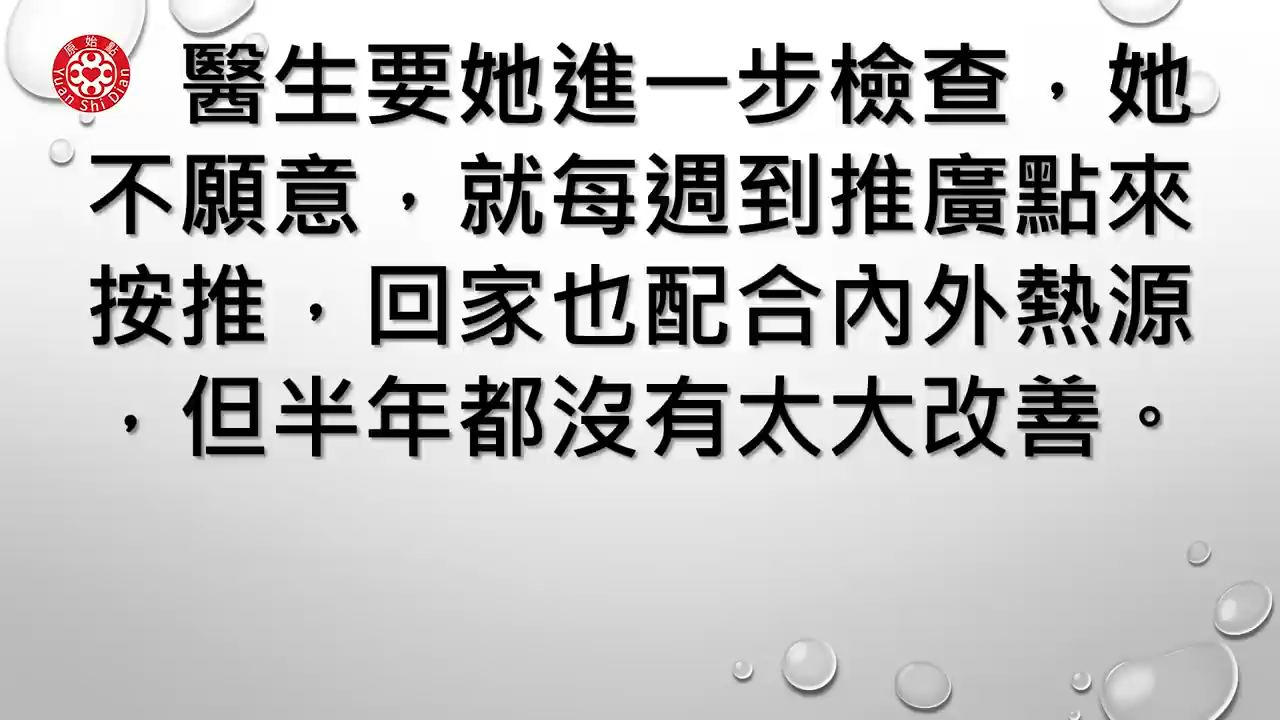 原始點
Yuan Shi Dian
醫生要她進一步檢查，她
不願意，就每週到推廣點來
按推，回家也配合內外熱源
，但半年都沒有太大改善。